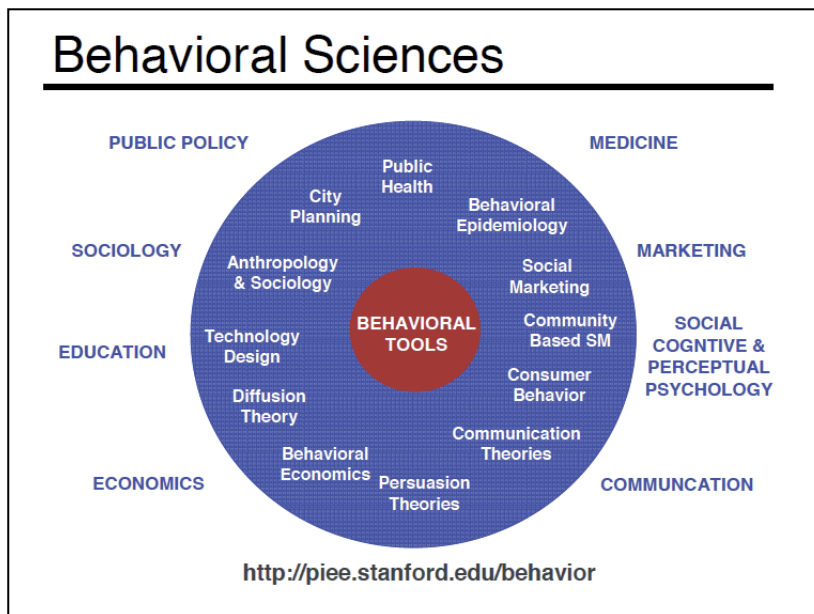 Behavioral Sciences
PUBLIC POLICY
MEDICINE
Public
Health
City
Planning
Behavioral
Epidemiology
SOCIOLOGY
MARKETING
Anthropology
& Sociology
Social
Marketing
BEHAVIORAL
TOOLS
EDUCATION
Technology
Design
Community
Based SM
SOCIAL
COGNTIVE &
PERCEPTUAL
PSYCHOLOGY
Consumer
Behavior
Diffusion
Theory
Communication
Theories
Behavioral
Economics
Persuasion
Theories
ECONOMICS
COMMUNCATION
http://piee.stanford.edu/behavior